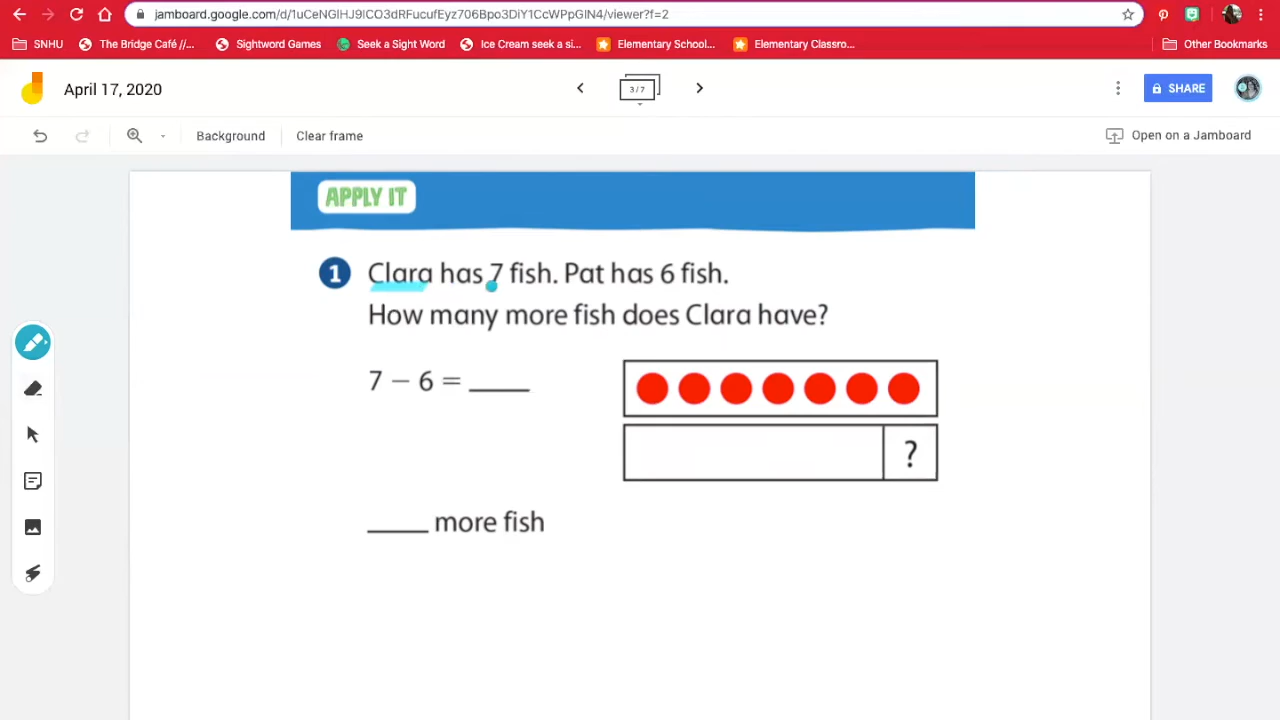 jamboard.google.com/d/1uCeNGlHJ9lCO3dRFucufEyz706Bpo3DiY1CcWPpGlN4/viewer?f=2
SNHU The Bridge Café //... Sightword Games Seek a Sight Word Ice Cream seek a si... Elementary School... Elementary Classro... Other Bookmarks
April 17, 2020 3 / 7 SHARE
Background Clear frame Open on a Jamboard
APPLY IT
1 Clara has 7 fish. Pat has 6 fish.
How many more fish does Clara have?
7 − 6 = ____
?
____ more fish